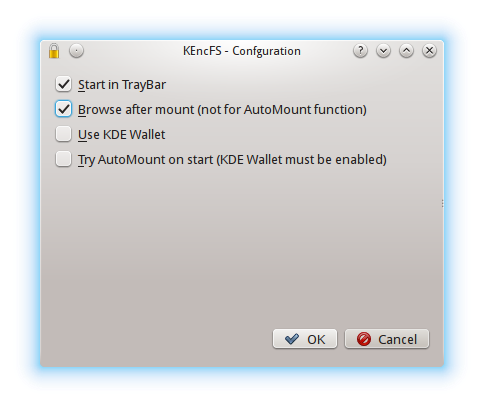 KEncFS - Confguration
Start in TrayBar
Browse after mount (not for AutoMount function)
Use KDE Wallet
Try AutoMount on start (KDE Wallet must be enabled)
OK
Cancel